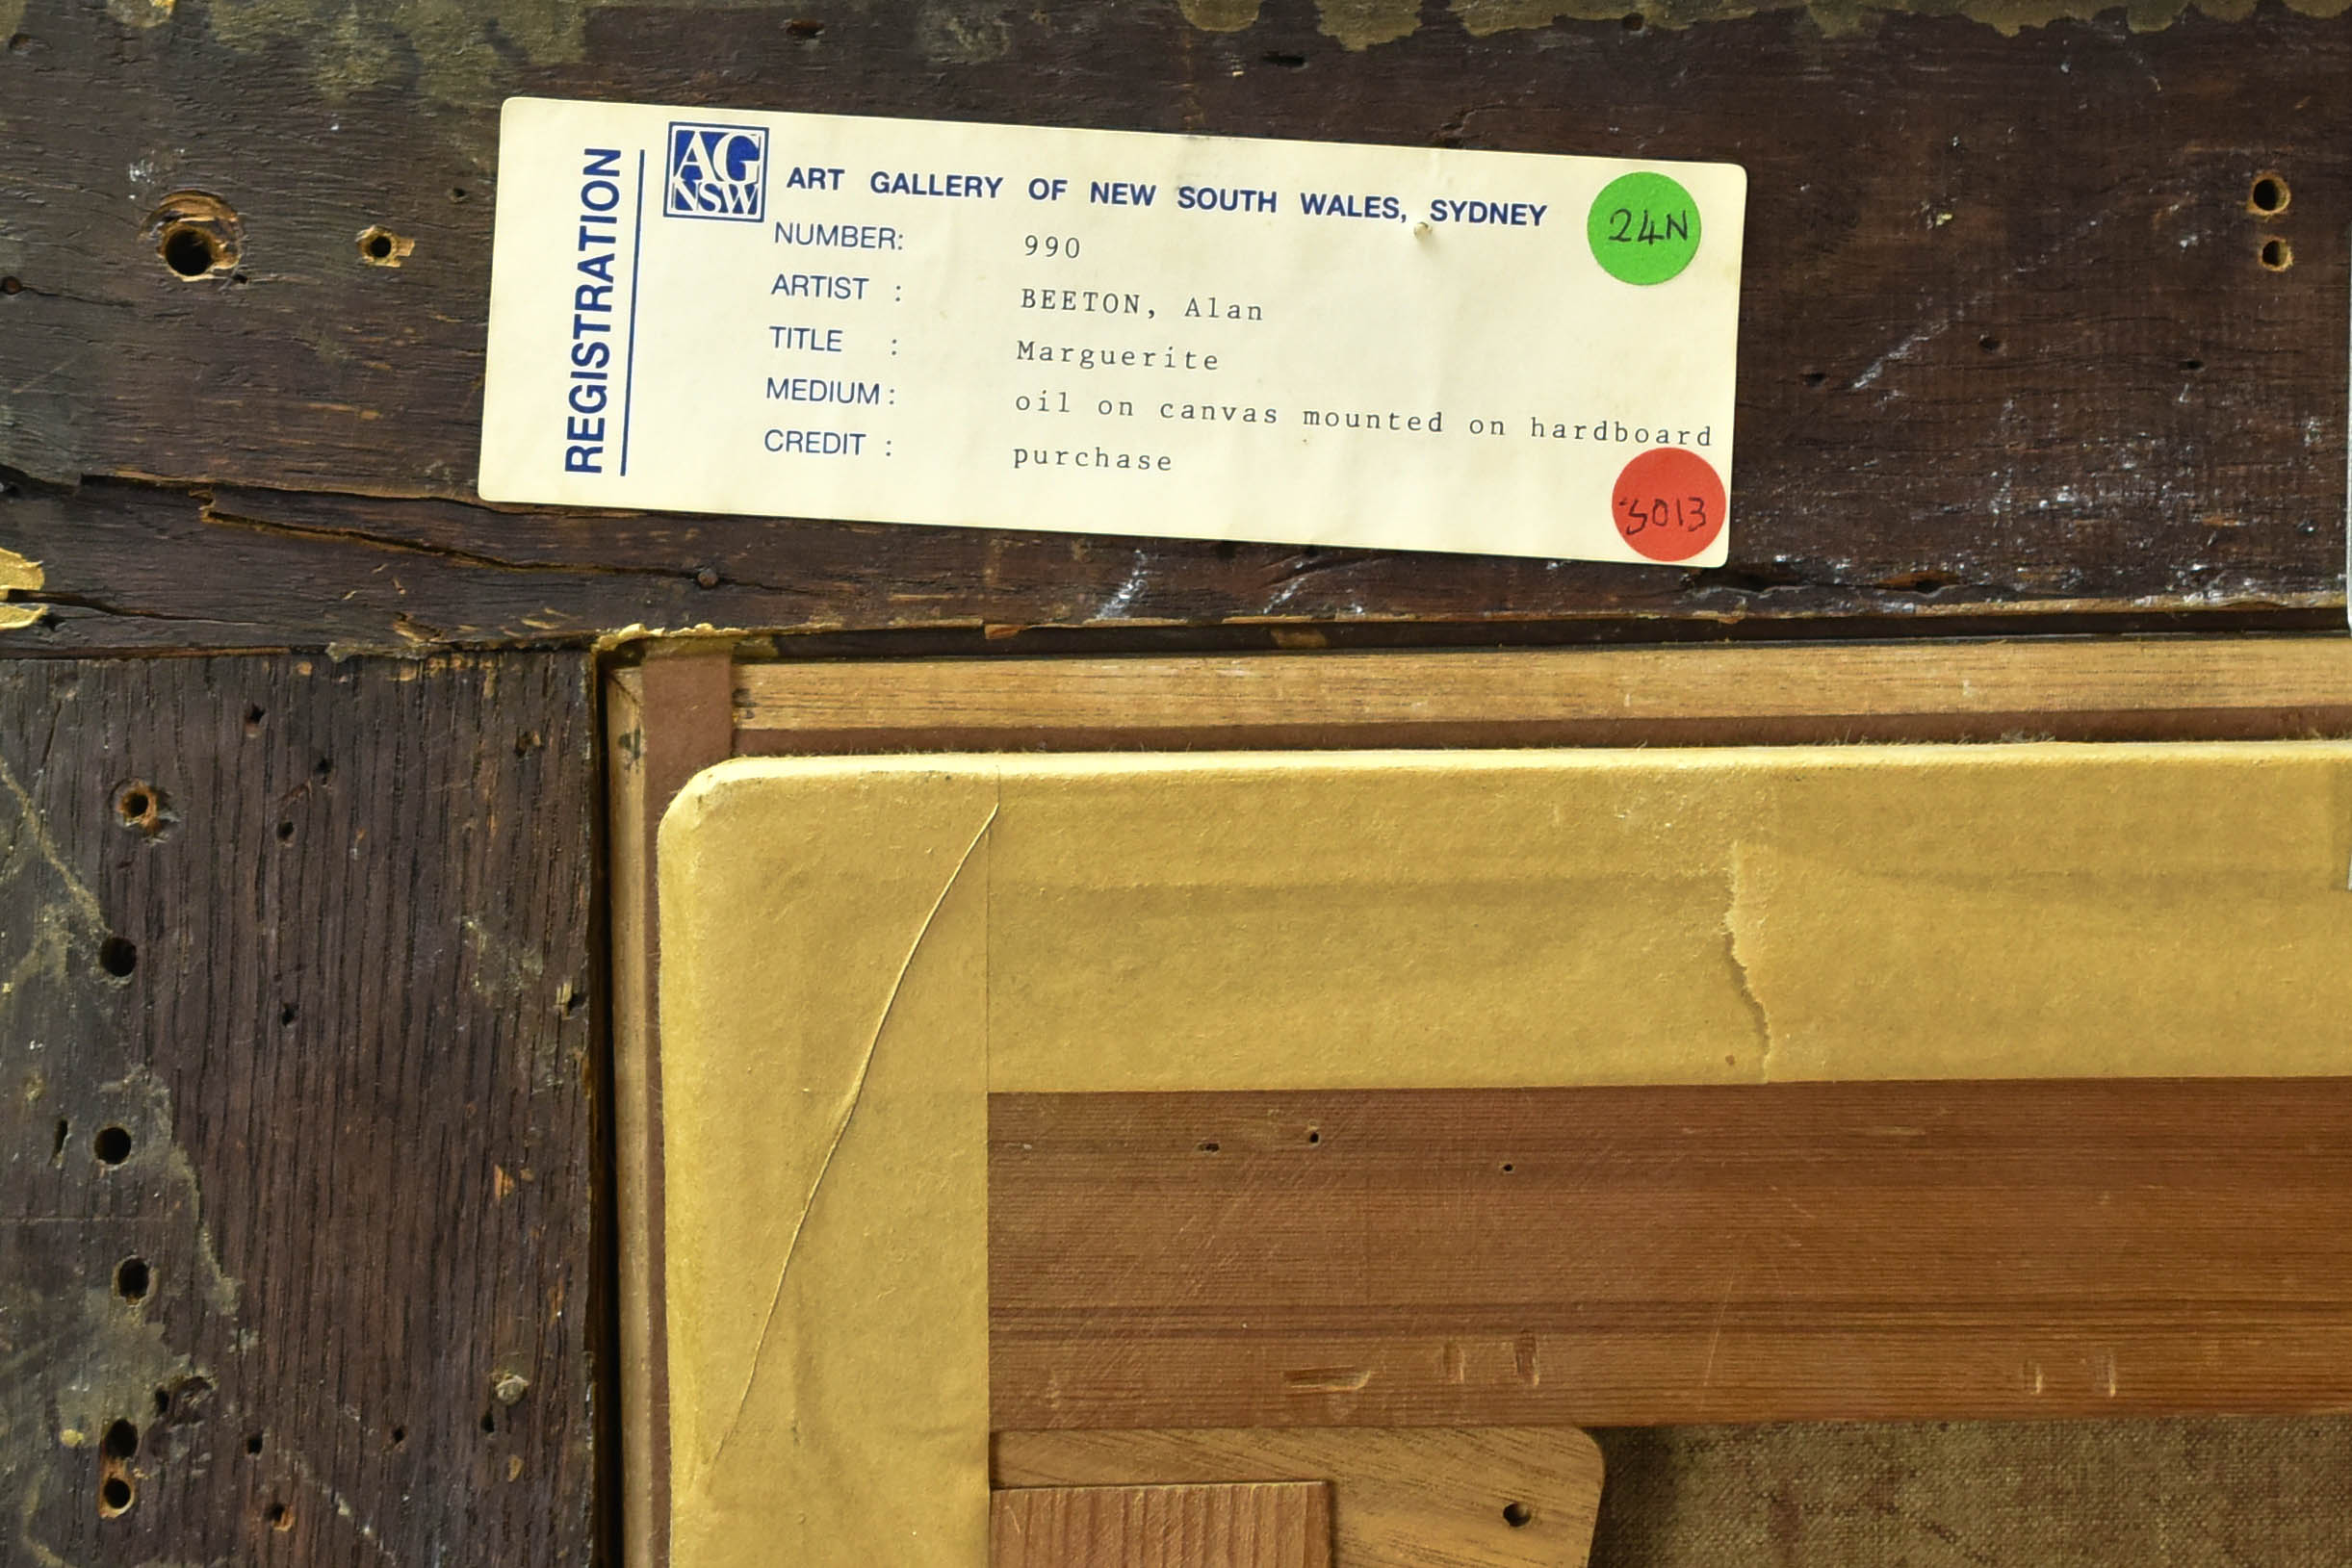 REGISTRATION
AG
NSW
ART GALLERY OF NEW SOUTH WALES, SYDNEY
24N
NUMBER: 990
ARTIST : BEETON, Alan
TITLE : Marguerite
MEDIUM: oil on canvas mounted on hardboard
CREDIT : purchase